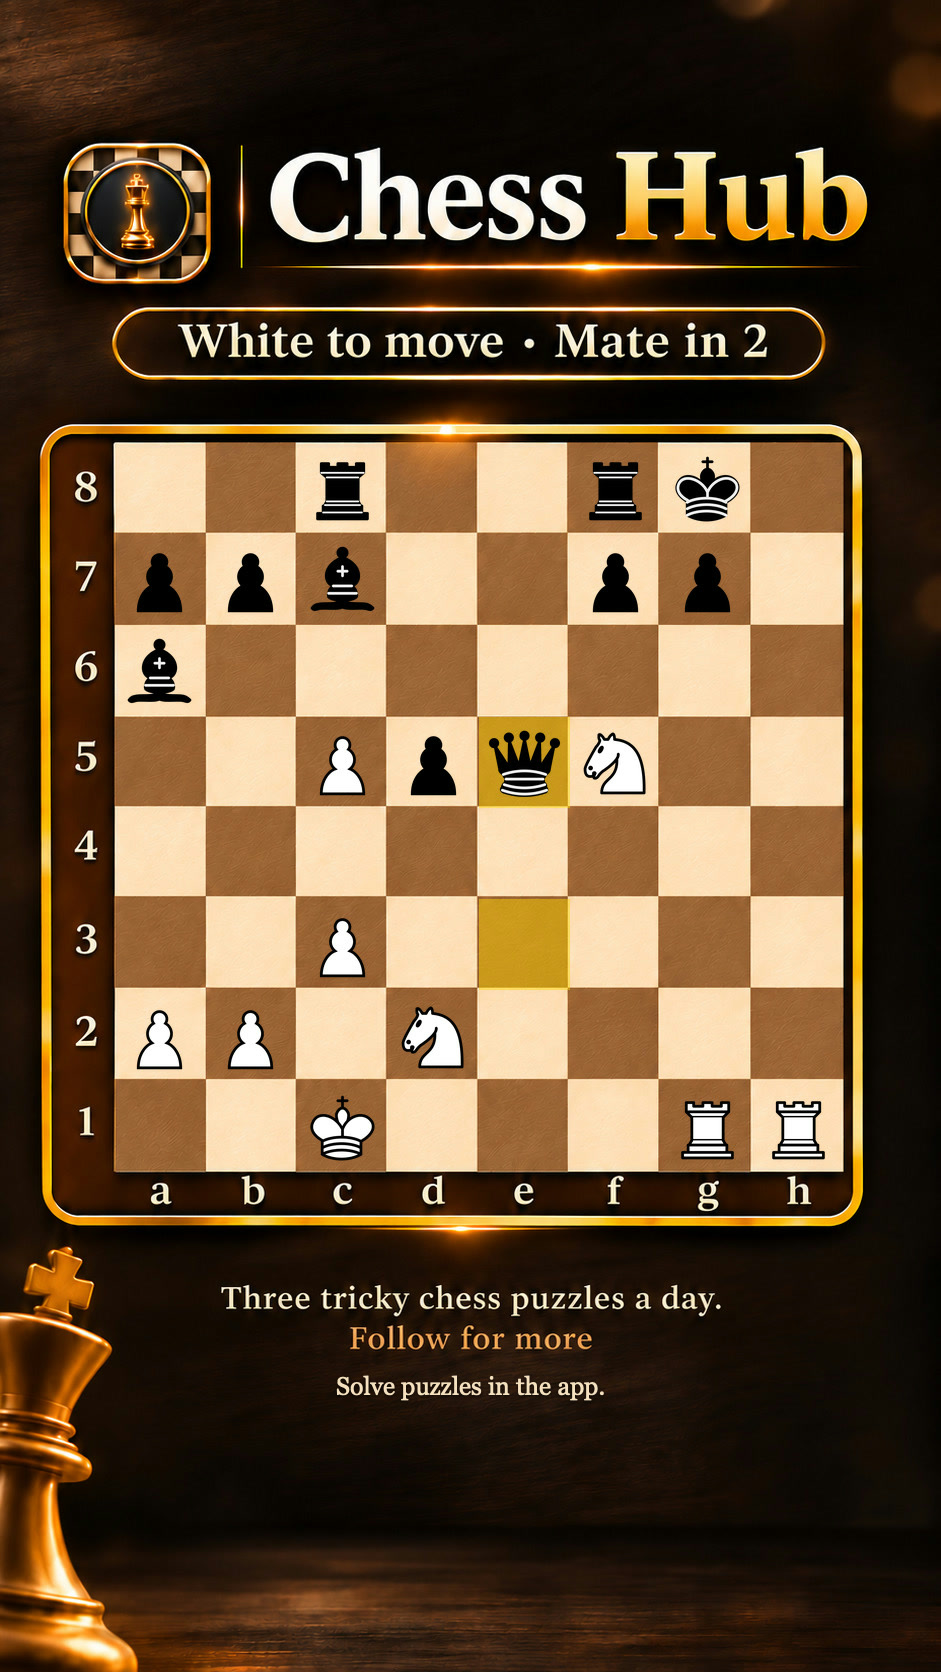 Chess Hub
White to move • Mate in 2
8
7
6
5
4
3
2
1
a b c d e f g h
Three tricky chess puzzles a day.
Follow for more
Solve puzzles in the app.